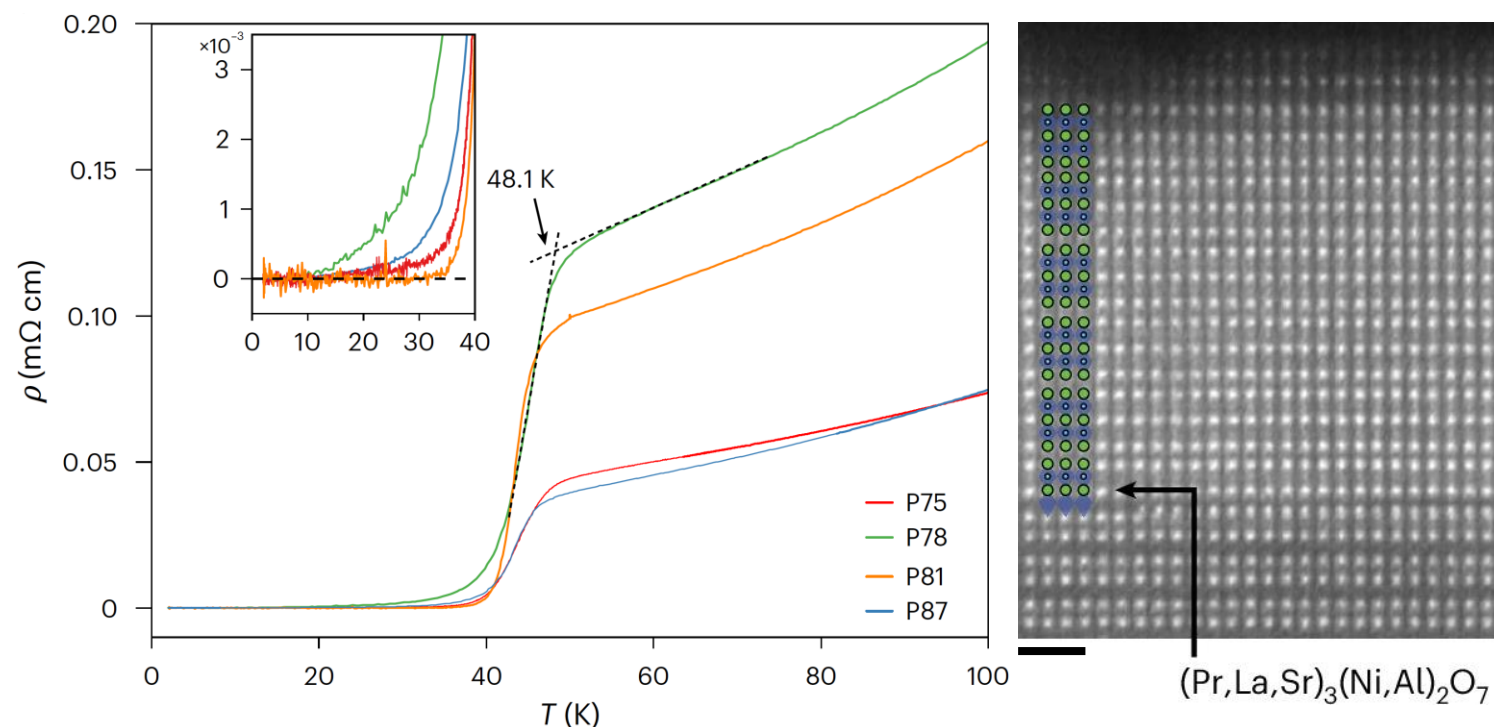 0.20
0.15
0.10
0.05
0
ρ (mΩ cm)
×10⁻³
3
2
1
0
0 10 20 30 40
48.1 K
P75
P78
P81
P87
0 20 40 60 80 100
T (K)
(Pr,La,Sr)₃(Ni,Al)₂O₇